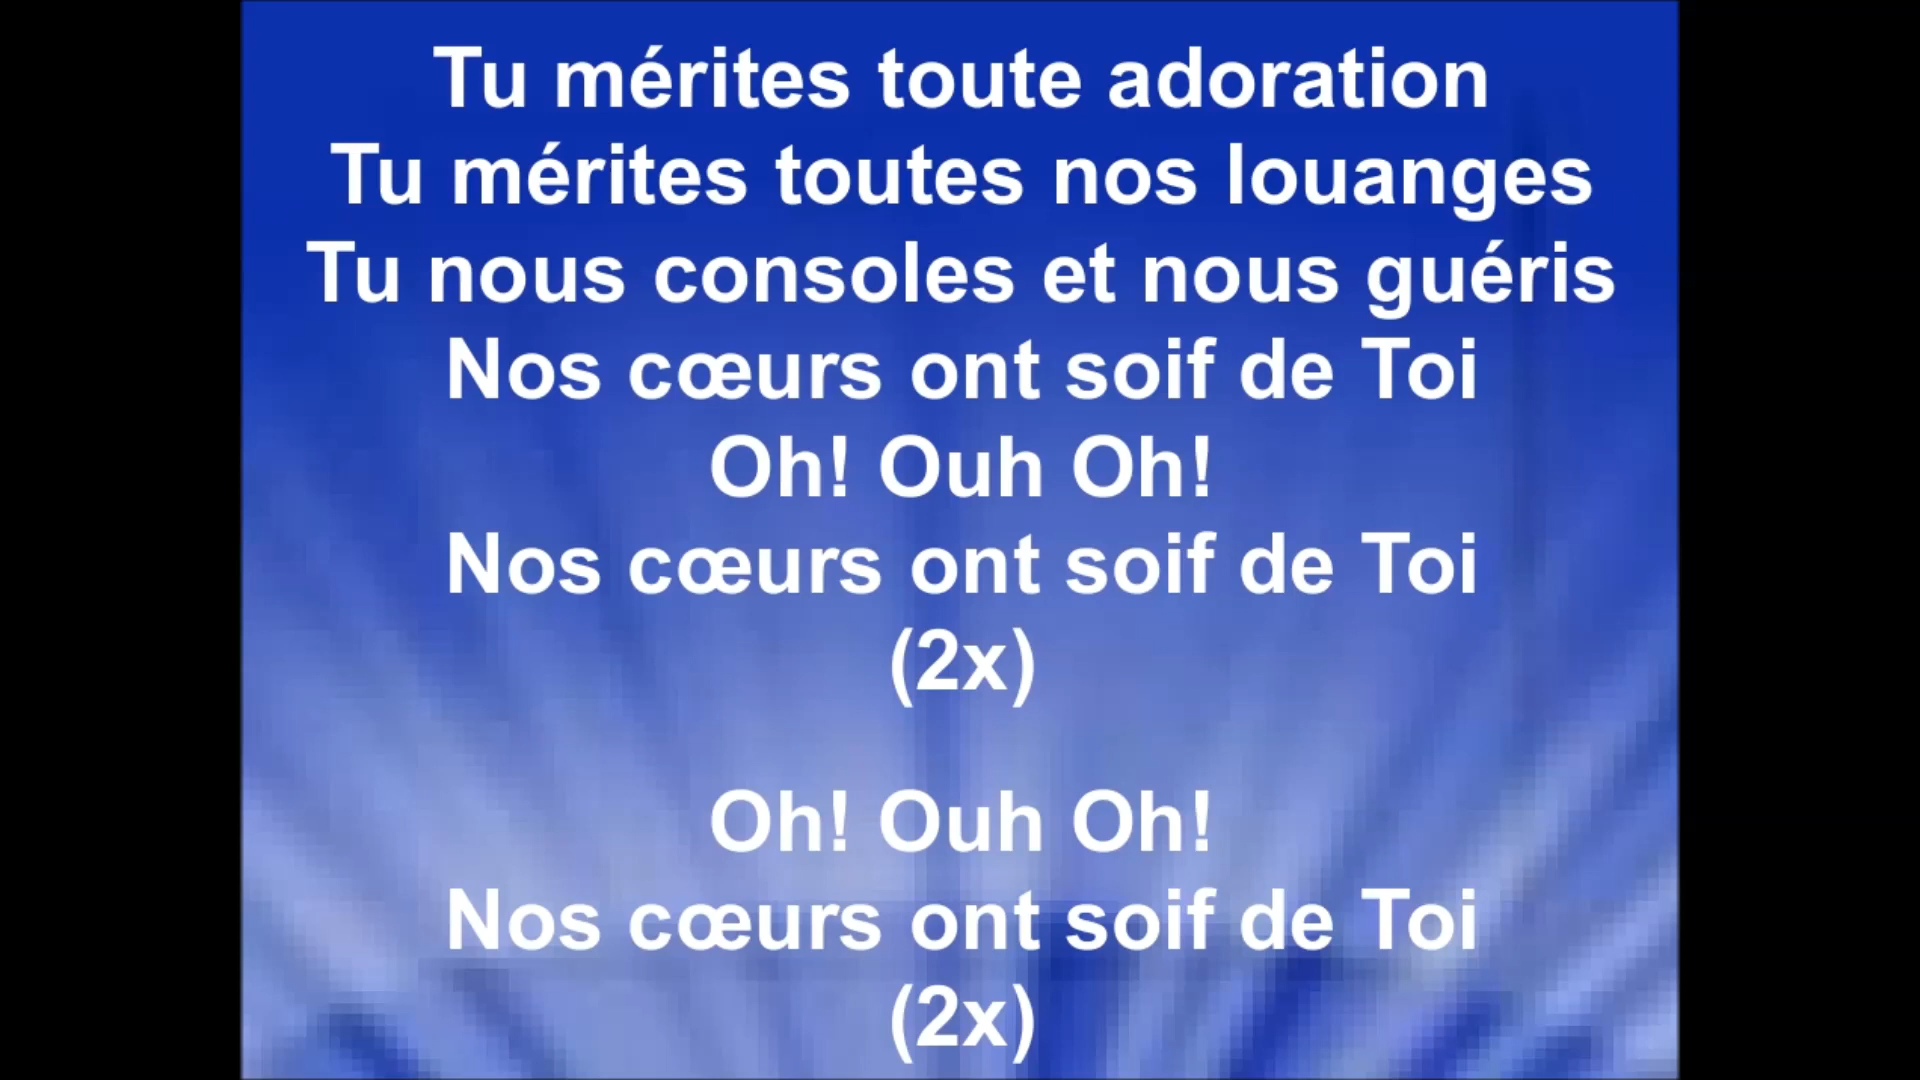 Tu mérites toute adoration
Tu mérites toutes nos louanges
Tu nous consoles et nous guéris
Nos cœurs ont soif de Toi
Oh! Ouh Oh!
Nos cœurs ont soif de Toi
(2x)
Oh! Ouh Oh!
Nos cœurs ont soif de Toi
(2x)